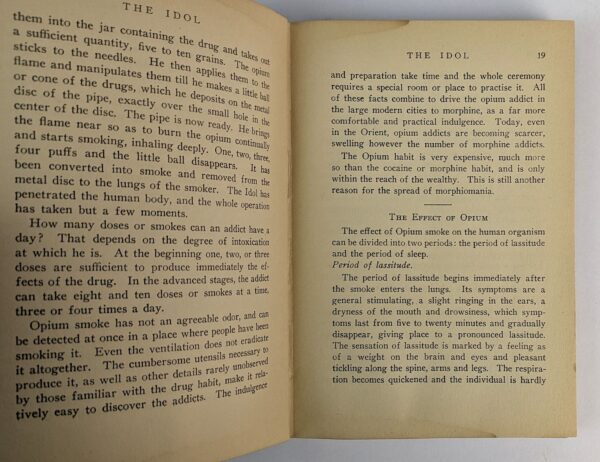 THE IDOL
them into the jar containing the drug and takes out
a sufficient quantity, five to ten grains. The opium
sticks to the needles. He then applies them to the
flame and manipulates them till he makes a little ball
or cone of the drugs, which he deposits on the metal
disc of the pipe, exactly over the small hole in the
center of the disc. The pipe is now ready. He brings
the flame near so as to burn the opium continually
and starts smoking, inhaling deeply. One, two, three,
four puffs and the little ball disappears. It has
been converted into smoke and removed from the
metal disc to the lungs of the smoker. The Idol has
penetrated the human body, and the whole operation
has taken but a few moments.
How many doses or smokes can an addict have a
day? That depends on the degree of intoxication
at which he is. At the beginning one, two, or three
doses are sufficient to produce immediately the ef-
fects of the drug. In the advanced stages, the addict
can take eight and ten doses or smokes at a time,
three or four times a day.
Opium smoke has not an agreeable odor, and can
be detected at once in a place where people have been
smoking it. Even the ventilation does not eradicate
it altogether. The cumbersome utensils necessary to
produce it, as well as other details rarely unobserved
by those familiar with the drug habit, make it rela-
tively easy to discover the addicts. The indulgence
THE IDOL 19
and preparation take time and the whole ceremony
requires a special room or place to practise it. All
of these facts combine to drive the opium addict in
the large modern cities to morphine, as a far more
comfortable and practical indulgence. Today, even
in the Orient, opium addicts are becoming scarcer,
swelling however the number of morphine addicts.
The Opium habit is very expensive, much more
so than the cocaine or morphine habit, and is only
within the reach of the wealthy. This is still another
reason for the spread of morphiomania.
THE EFFECT OF OPIUM
The effect of Opium smoke on the human organism
can be divided into two periods: the period of lassitude
and the period of sleep.
Period of lassitude.
The period of lassitude begins immediately after
the smoke enters the lungs. Its symptoms are a
general stimulating, a slight ringing in the ears, a
dryness of the mouth and drowsiness, which symp-
toms last from five to twenty minutes and gradually
disappear, giving place to a pronounced lassitude.
The sensation of lassitude is marked by a feeling as
of a weight on the brain and eyes and pleasant
tickling along the spine, arms and legs. The respira-
tion becomes quickened and the individual is hardly